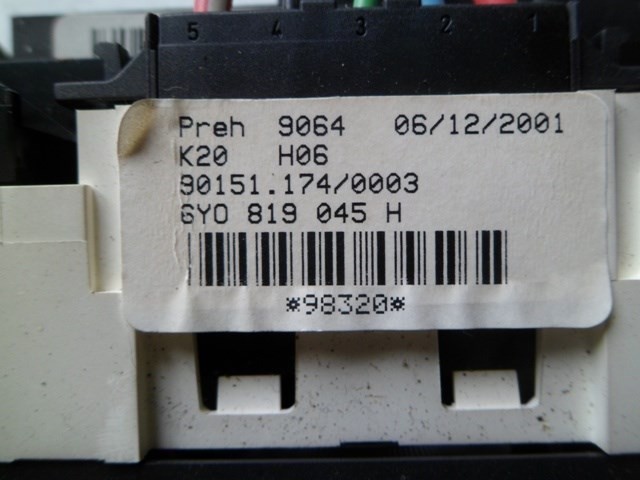 5 4 3 2 1
Preh 9064 06/12/2001
K20 H06
90151.174/0003
6Y0 819 045 H
*98320*